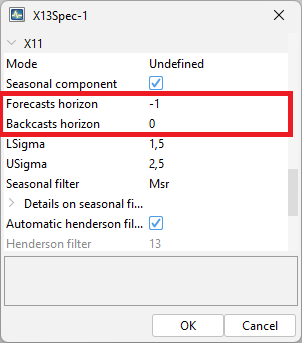 X13Spec-1
X11
Mode Undefined
Seasonal component
Forecasts horizon -1
Backcasts horizon 0
LSigma 1,5
USigma 2,5
Seasonal filter Msr
Details on seasonal fi...
Automatic henderson fil...
Henderson filter 13
OK Cancel